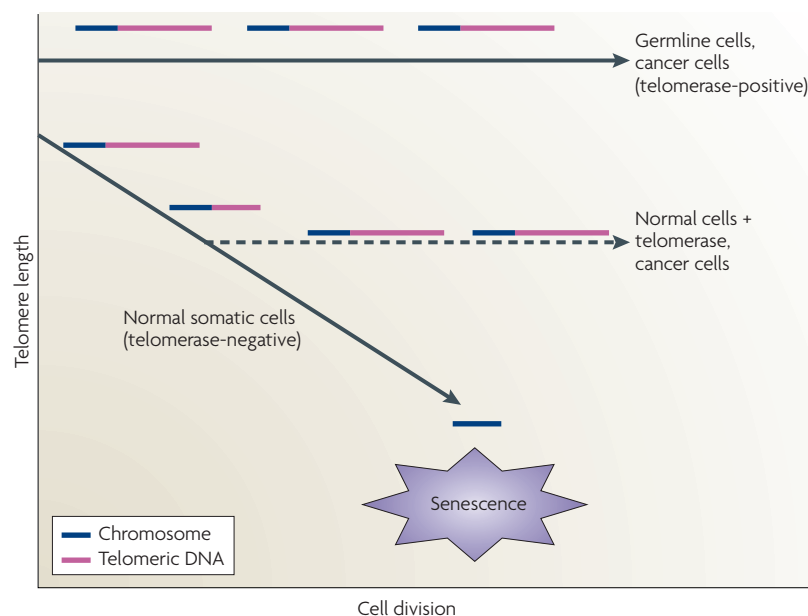 Germline cells,
cancer cells
(telomerase-positive)
Normal cells +
telomerase,
cancer cells
Telomere length
Normal somatic cells
(telomerase-negative)
Senescence
Chromosome
Telomeric DNA
Cell division